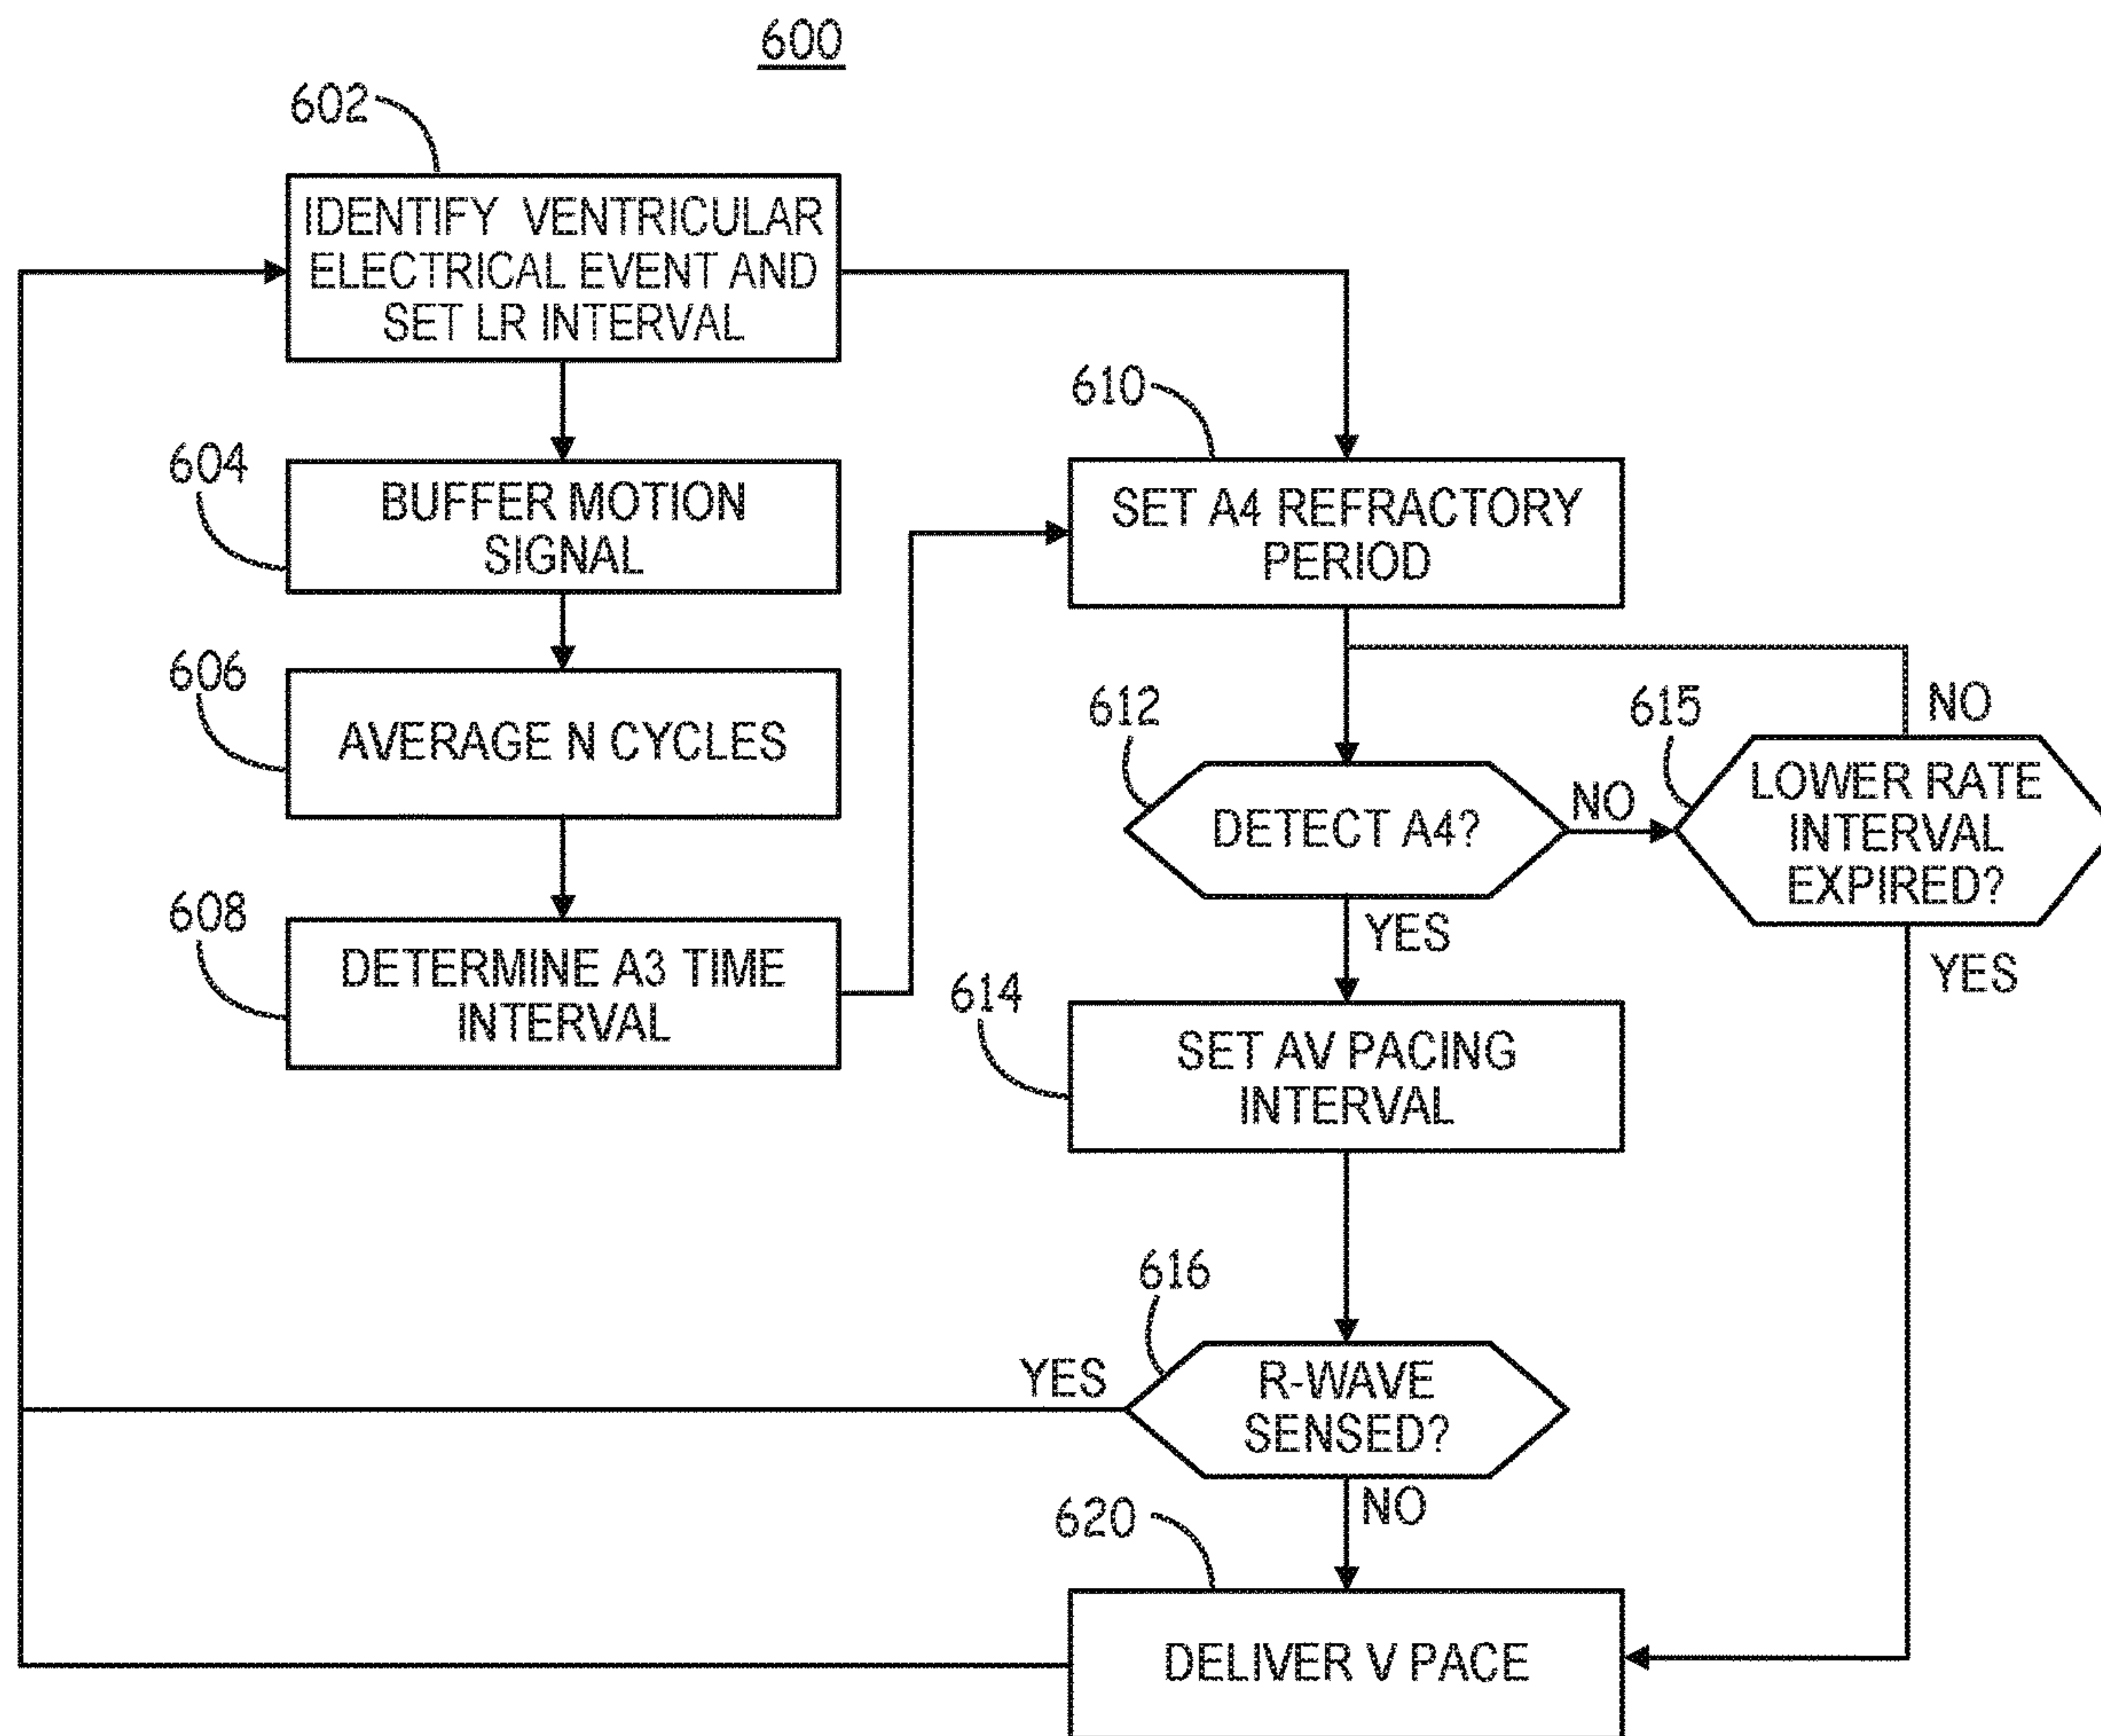 600
602
IDENTIFY VENTRICULAR
ELECTRICAL EVENT AND
SET LR INTERVAL
604
BUFFER MOTION
SIGNAL
606
AVERAGE N CYCLES
608
DETERMINE A3 TIME
INTERVAL
610
SET A4 REFRACTORY
PERIOD
612
DETECT A4?
NO
615
LOWER RATE
INTERVAL
EXPIRED?
NO
YES
YES
614
SET AV PACING
INTERVAL
616
R-WAVE
SENSED?
YES
NO
620
DELIVER V PACE